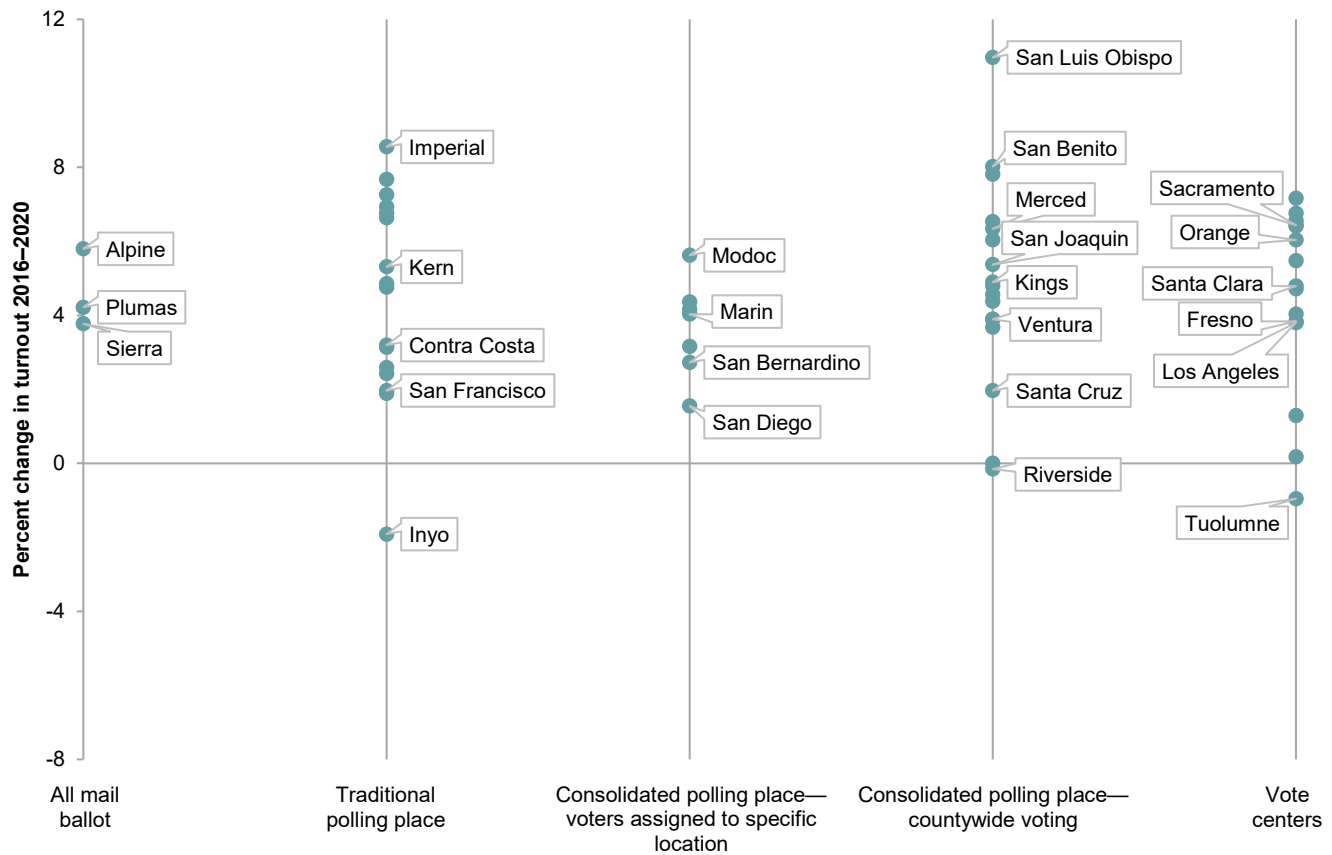 Percent change in turnout 2016–2020
12
8
4
0
-4
-8
Alpine
Plumas
Sierra
Imperial
Kern
Contra Costa
San Francisco
Inyo
Modoc
Marin
San Bernardino
San Diego
San Luis Obispo
San Benito
Merced
San Joaquin
Kings
Ventura
Santa Cruz
Riverside
Sacramento
Orange
Santa Clara
Fresno
Los Angeles
Tuolumne
All mail
ballot
Traditional
polling place
Consolidated polling place—
voters assigned to specific
location
Consolidated polling place—
countywide voting
Vote
centers